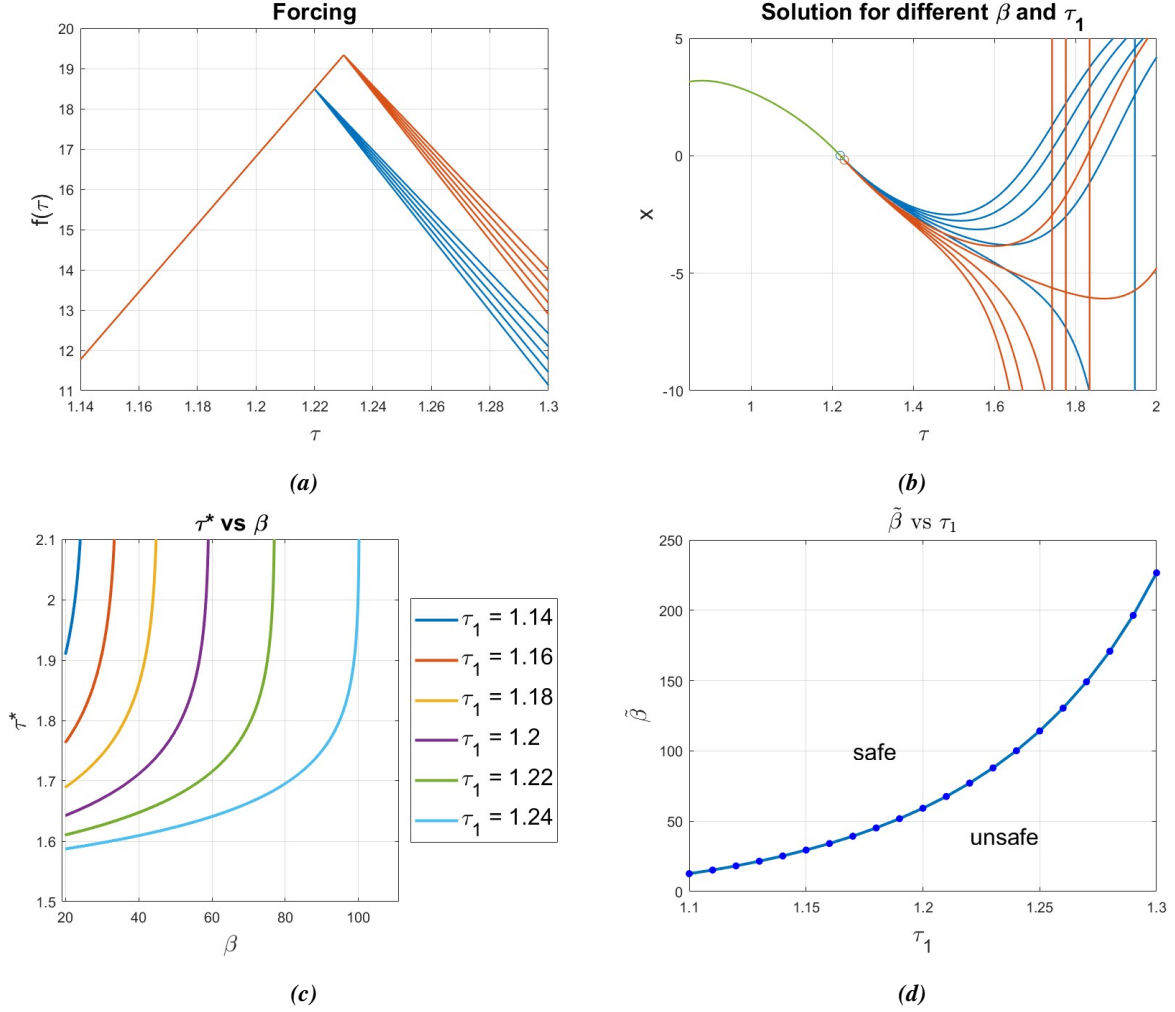 Forcing
20
19
18
17
16
15
14
13
12
11
f(τ)
1.14 1.16 1.18 1.2 1.22 1.24 1.26 1.28 1.3
τ
(a)
Solution for different β and τ1
5
0
-5
-10
x
1 1.2 1.4 1.6 1.8 2
τ
(b)
τ* vs β
2.1
2
1.9
1.8
1.7
1.6
1.5
τ*
20 40 60 80 100
β
τ1 = 1.14
τ1 = 1.16
τ1 = 1.18
τ1 = 1.2
τ1 = 1.22
τ1 = 1.24
(c)
β̃ vs τ1
250
200
150
100
50
0
β̃
safe
unsafe
1.1 1.15 1.2 1.25 1.3
τ1
(d)